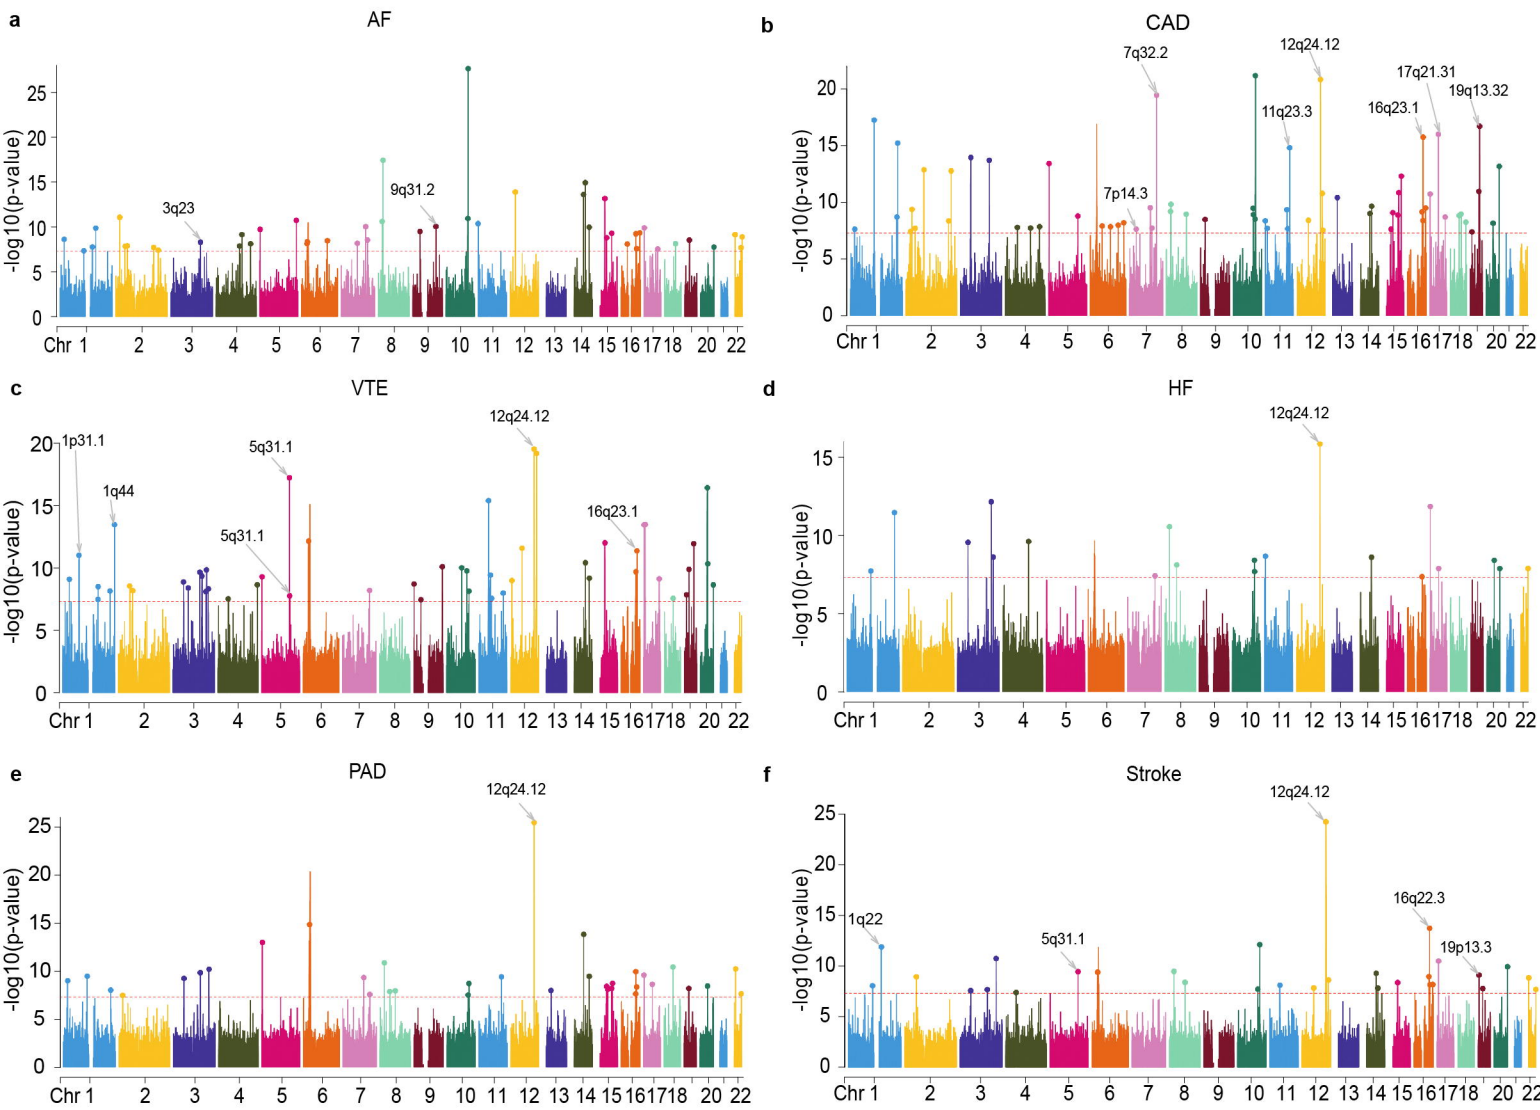 a
AF
-log10(p-value)
25
20
15
10
5
0
3q23
9q31.2
Chr 1 2 3 4 5 6 7 8 9 10 11 12 13 14 15 16 17 18 20 22
b
CAD
-log10(p-value)
20
15
10
5
0
7q32.2
12q24.12
17q21.31
19q13.32
16q23.1
11q23.3
7p14.3
Chr 1 2 3 4 5 6 7 8 9 10 11 12 13 14 15 16 17 18 20 22
c
VTE
-log10(p-value)
20
15
10
5
0
1p31.1
1q44
5q31.1
5q31.1
12q24.12
16q23.1
Chr 1 2 3 4 5 6 7 8 9 10 11 12 13 14 15 16 17 18 20 22
d
HF
-log10(p-value)
15
10
5
0
12q24.12
Chr 1 2 3 4 5 6 7 8 9 10 11 12 13 14 15 16 17 18 20 22
e
PAD
-log10(p-value)
25
20
15
10
5
0
12q24.12
Chr 1 2 3 4 5 6 7 8 9 10 11 12 13 14 15 16 17 18 20 22
f
Stroke
-log10(p-value)
25
20
15
10
5
0
12q24.12
1q22
5q31.1
16q22.3
19p13.3
Chr 1 2 3 4 5 6 7 8 9 10 11 12 13 14 15 16 17 18 20 22